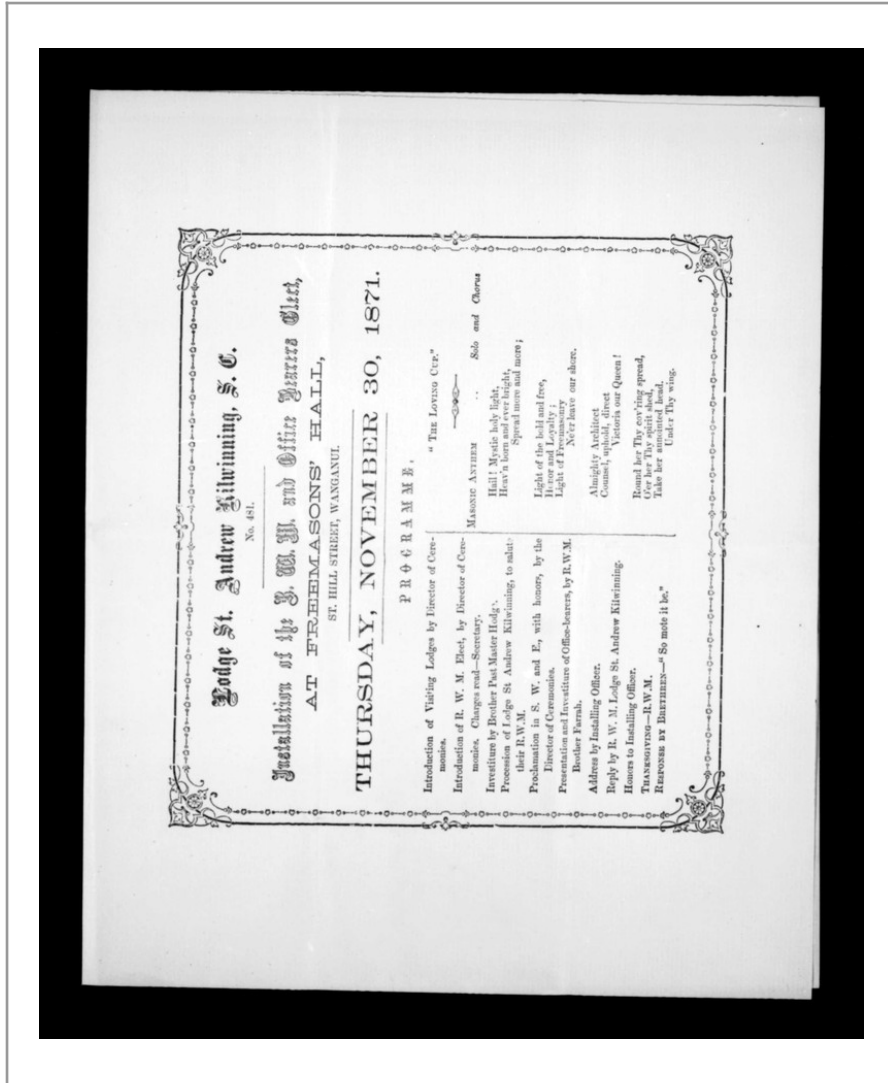 Lodge St. Andrew Kilwinning, S. C.
No. 481.
Installation of the R. W. M. and Office Bearers Elect,
AT FREEMASONS' HALL,
ST. HILL STREET, WANGANUI.
THURSDAY, NOVEMBER 30, 1871.
PROGRAMME.
Introduction of Visiting Lodges by Director of Cere-
monies.
Introduction of R. W. M. Elect, by Director of Cere-
monies. Charges read—Secretary.
Investiture by Brother Past Master Hodge.
Procession of Lodge St Andrew Kilwinning, to salute
their R.W.M.
Proclamation in S. W. and E., with honors, by the
Director of Ceremonies.
Presentation and Investiture of Office-bearers, by R.W.M.
Brother Farrah.
Address by Installing Officer.
Reply by R. W. M. Lodge St. Andrew Kilwinning.
Honors to Installing Officer.
THANKSGIVING—R.W.M.
RESPONSE BY BRETHREN—"So mote it be."
"THE LOVING CUP."
MASONIC ANTHEM .. Solo and Chorus
Hail! Mystic holy light,
Heav'n born and ever bright,
Spread more and more;
Light of the bold and free,
Honor and Loyalty;
Light of Freemasonry
Ne'er leave our shore.
Almighty Architect
Counsel, uphold, direct
Victoria our Queen!
Round her Thy cov'ring spread,
O'er her Thy spirit shed,
Take her annointed head,
Under Thy wing.